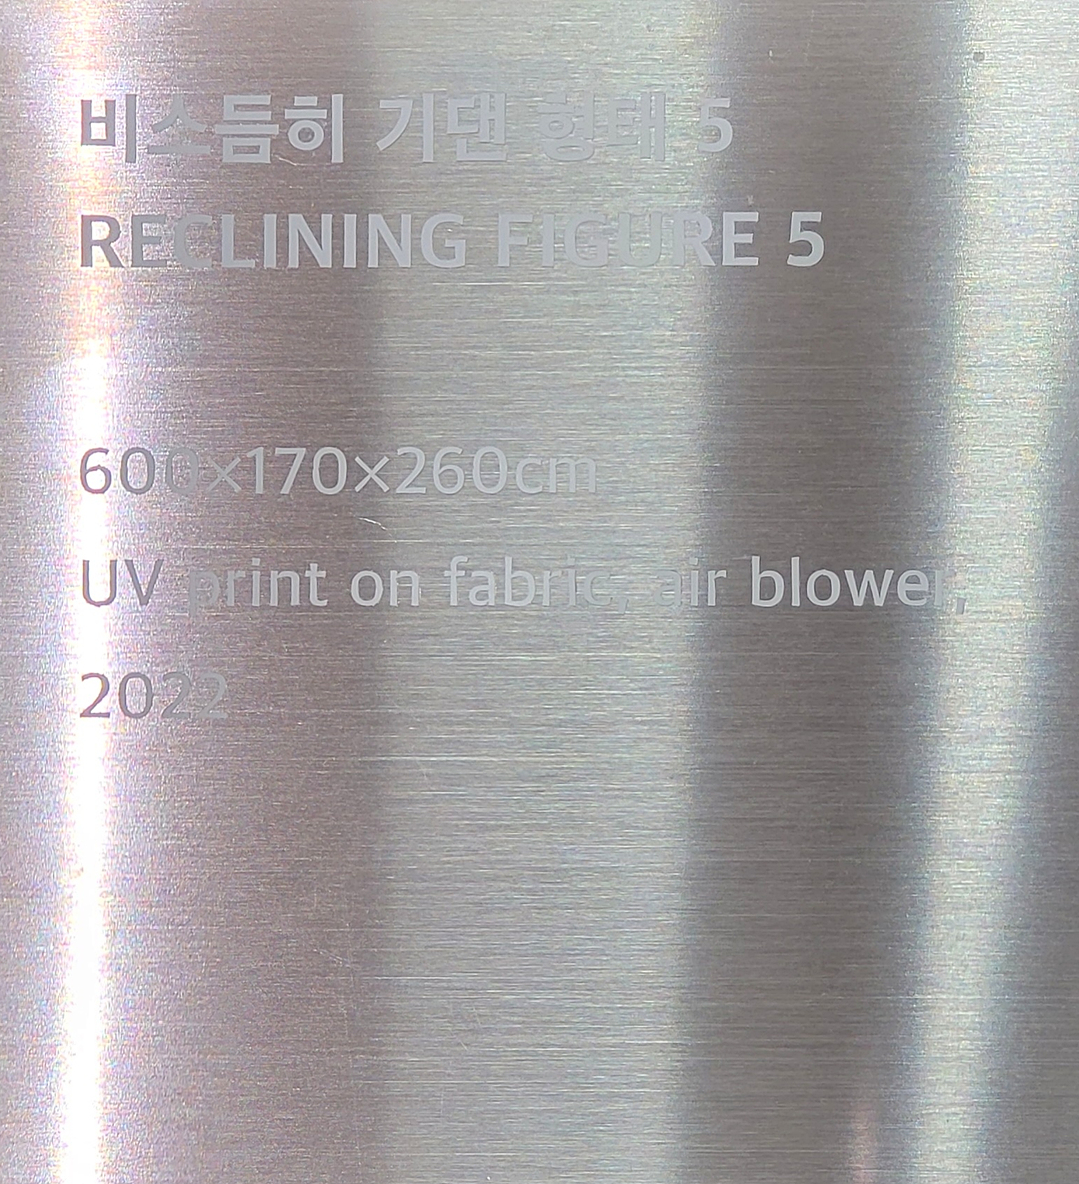 비스듬히 기댄 형태 5
RECLINING FIGURE 5
600×170×260cm
UV print on fabric, air blower,
2022